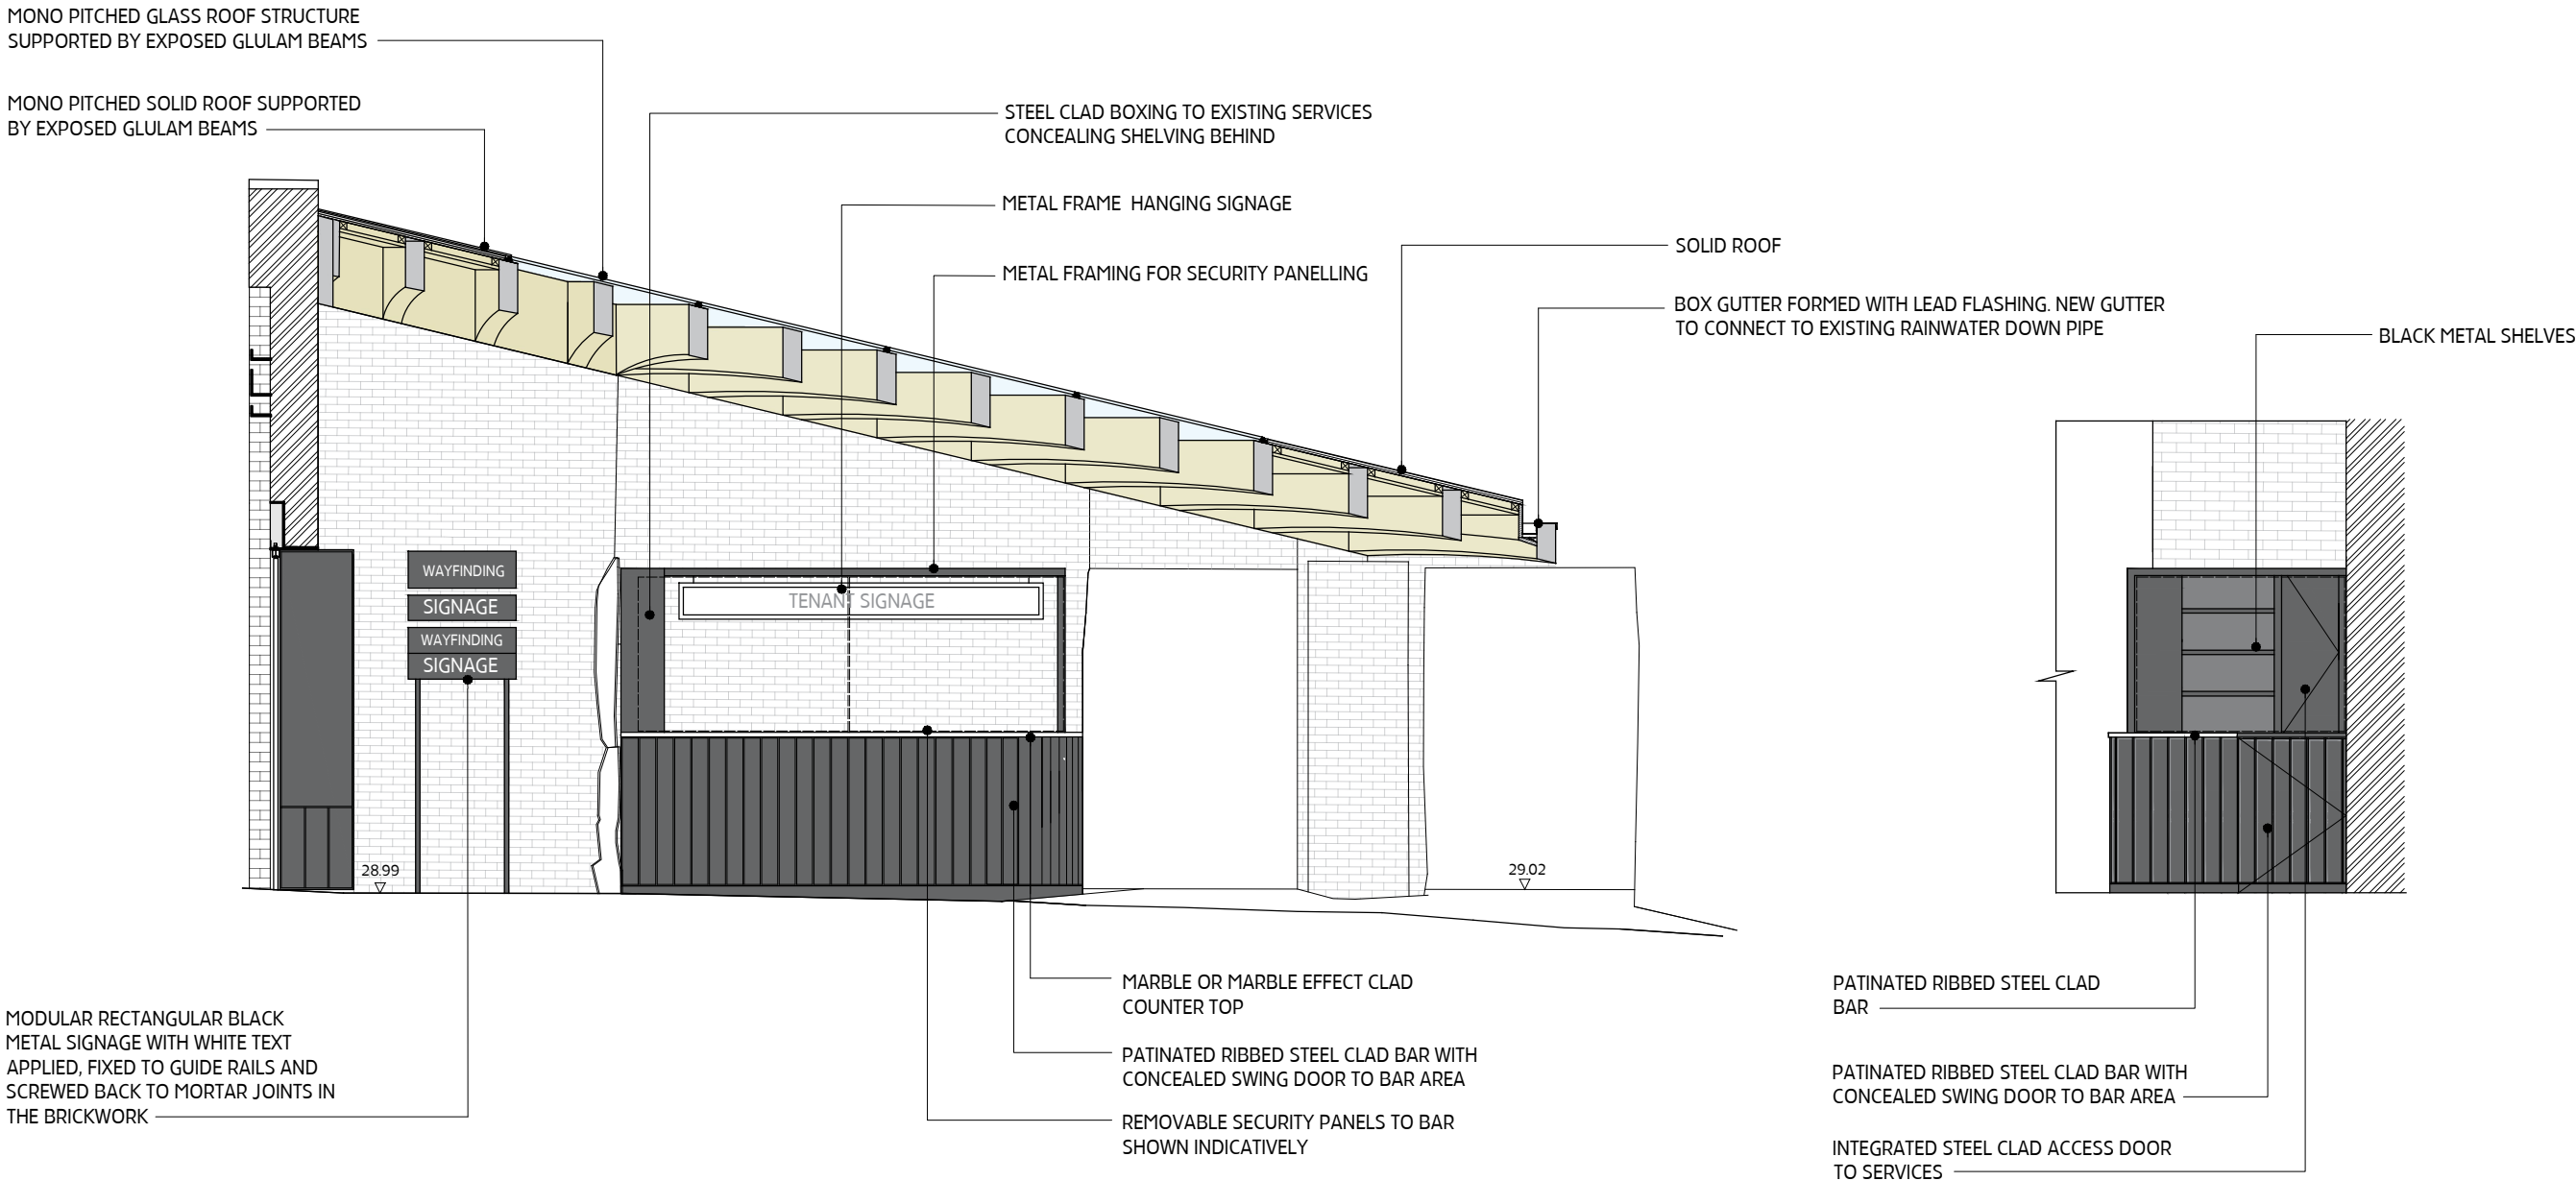 MONO PITCHED GLASS ROOF STRUCTURE
SUPPORTED BY EXPOSED GLULAM BEAMS
MONO PITCHED SOLID ROOF SUPPORTED
BY EXPOSED GLULAM BEAMS
STEEL CLAD BOXING TO EXISTING SERVICES
CONCEALING SHELVING BEHIND
METAL FRAME HANGING SIGNAGE
METAL FRAMING FOR SECURITY PANELLING
SOLID ROOF
BOX GUTTER FORMED WITH LEAD FLASHING. NEW GUTTER
TO CONNECT TO EXISTING RAINWATER DOWN PIPE
BLACK METAL SHELVES
WAYFINDING
SIGNAGE
WAYFINDING
SIGNAGE
TENANT SIGNAGE
28.99
29.02
MODULAR RECTANGULAR BLACK
METAL SIGNAGE WITH WHITE TEXT
APPLIED, FIXED TO GUIDE RAILS AND
SCREWED BACK TO MORTAR JOINTS IN
THE BRICKWORK
MARBLE OR MARBLE EFFECT CLAD
COUNTER TOP
PATINATED RIBBED STEEL CLAD BAR WITH
CONCEALED SWING DOOR TO BAR AREA
REMOVABLE SECURITY PANELS TO BAR
SHOWN INDICATIVELY
PATINATED RIBBED STEEL CLAD
BAR
PATINATED RIBBED STEEL CLAD BAR WITH
CONCEALED SWING DOOR TO BAR AREA
INTEGRATED STEEL CLAD ACCESS DOOR
TO SERVICES